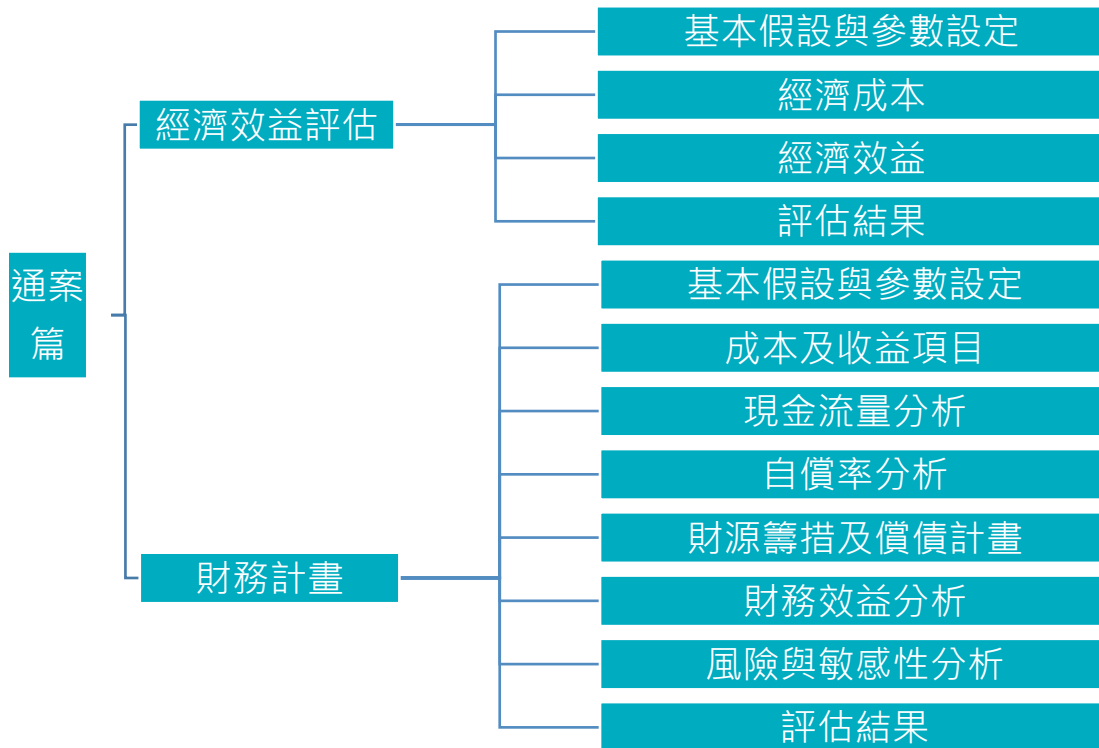 通案
篇
經濟效益評估
基本假設與參數設定
經濟成本
經濟效益
評估結果
財務計畫
基本假設與參數設定
成本及收益項目
現金流量分析
自償率分析
財源籌措及償債計畫
財務效益分析
風險與敏感性分析
評估結果